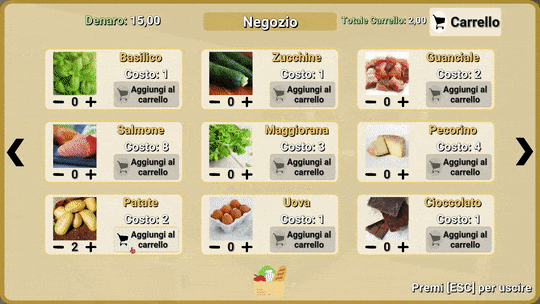 Denaro: 15,00
Negozio
Totale Carrello: 2,00
Carrello
Basilico
Costo: 1
Aggiungi al
carrello
- 0 +
Zucchine
Costo: 1
Aggiungi al
carrello
- 0 +
Guanciale
Costo: 2
Aggiungi al
carrello
- 0 +
Salmone
Costo: 8
Aggiungi al
carrello
- 0 +
Maggiorana
Costo: 3
Aggiungi al
carrello
- 0 +
Pecorino
Costo: 4
Aggiungi al
carrello
- 0 +
Patate
Costo: 2
Aggiungi al
carrello
- 2 +
Uova
Costo: 1
Aggiungi al
carrello
- 0 +
Cioccolato
Costo: 1
Aggiungi al
carrello
- 0 +
Premi [ESC] per uscire